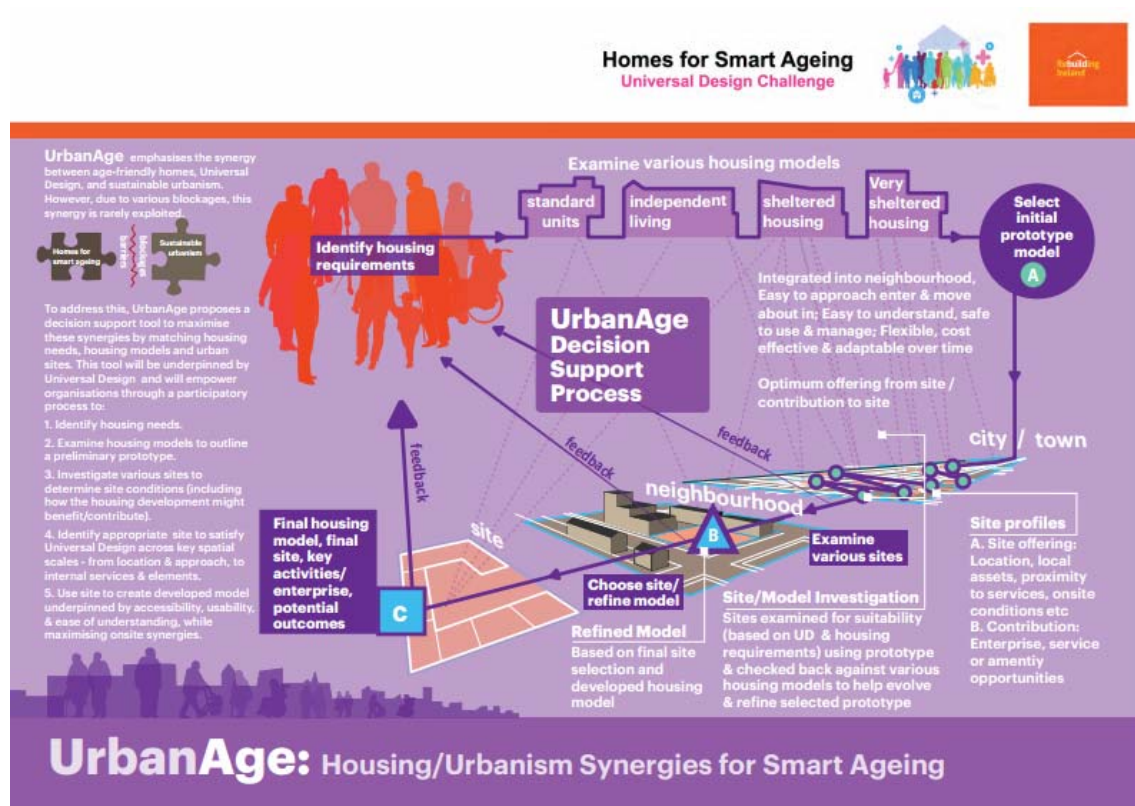 Homes for Smart Ageing
Universal Design Challenge
Rebuilding
Ireland
UrbanAge emphasises the synergy
between age-friendly homes, Universal
Design, and sustainable urbanism.
However, due to various blockages, this
synergy is rarely exploited.
Homes for
smart ageing
blockages
barriers
Sustainable
urbanism
To address this, UrbanAge proposes a
decision support tool to maximise
these synergies by matching housing
needs, housing models and urban
sites. This tool will be underpinned by
Universal Design and will empower
organisations through a participatory
process to:
1. Identify housing needs.
2. Examine housing models to outline
a preliminary prototype.
3. Investigate various sites to
determine site conditions (including
how the housing development might
benefit/contribute).
4. Identify appropriate site to satisfy
Universal Design across key spatial
scales - from location & approach, to
internal services & elements.
5. Use site to create developed model
underpinned by accessibility, usability,
& ease of understanding, while
maximising onsite synergies.
Identify housing
requirements
Examine various housing models
standard
units
independent
living
sheltered
housing
Very
sheltered
housing
Select
initial
prototype
model
A
Integrated into neighbourhood,
Easy to approach enter & move
about in; Easy to understand, safe
to use & manage; Flexible, cost
effective & adaptable over time
Optimum offering from site /
contribution to site
UrbanAge
Decision
Support
Process
feedback
feedback
feedback
city / town
neighbourhood
site
B
Examine
various sites
Choose site/
refine model
Final housing
model, final
site, key
activities/
enterprise,
potential
outcomes
C
Refined Model
Based on final site
selection and
developed housing
model
Site/Model Investigation
Sites examined for suitability
(based on UD & housing
requirements) using prototype
& checked back against various
housing models to help evolve
& refine selected prototype
Site profiles
A. Site offering:
Location, local
assets, proximity
to services, onsite
conditions etc
B. Contribution:
Enterprise, service
or amentiy
opportunities
UrbanAge: Housing/Urbanism Synergies for Smart Ageing